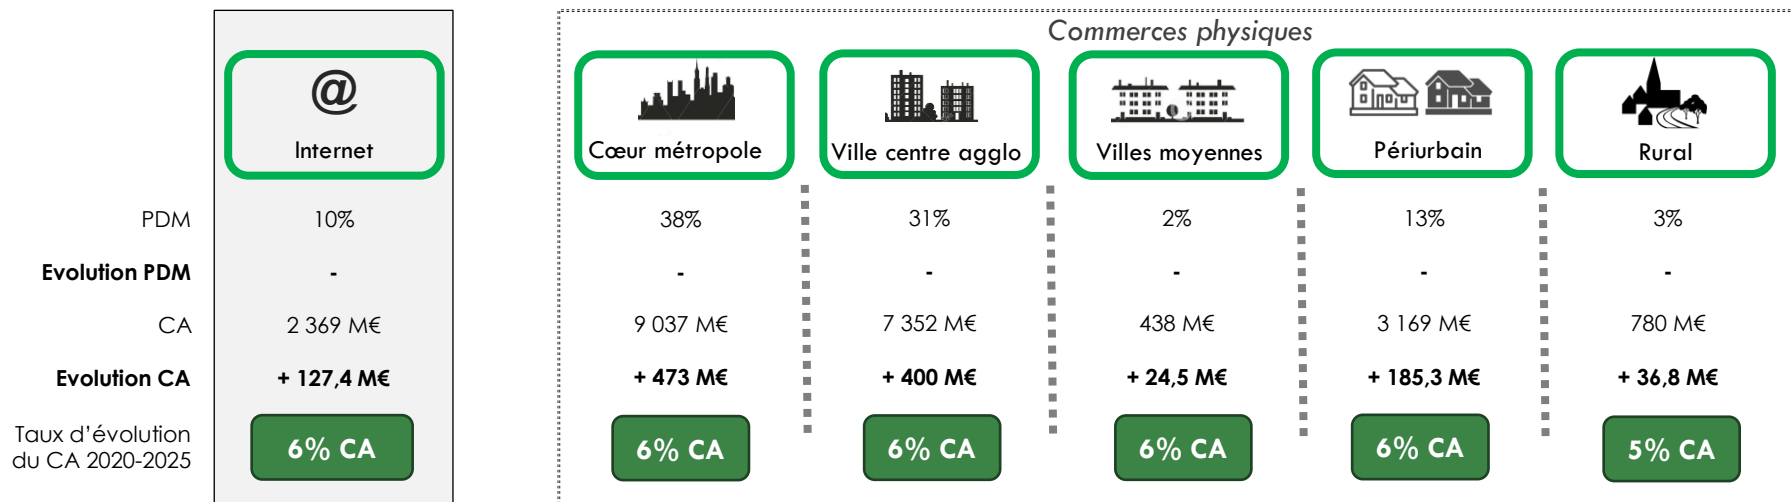 Commerces physiques
@
Internet
Cœur métropole
Ville centre agglo
Villes moyennes
Périurbain
Rural
PDM 10% 38% 31% 2% 13% 3%
Evolution PDM - - - - - -
CA 2 369 M€ 9 037 M€ 7 352 M€ 438 M€ 3 169 M€ 780 M€
Evolution CA + 127,4 M€ + 473 M€ + 400 M€ + 24,5 M€ + 185,3 M€ + 36,8 M€
Taux d'évolution
du CA 2020-2025
6% CA 6% CA 6% CA 6% CA 6% CA 5% CA